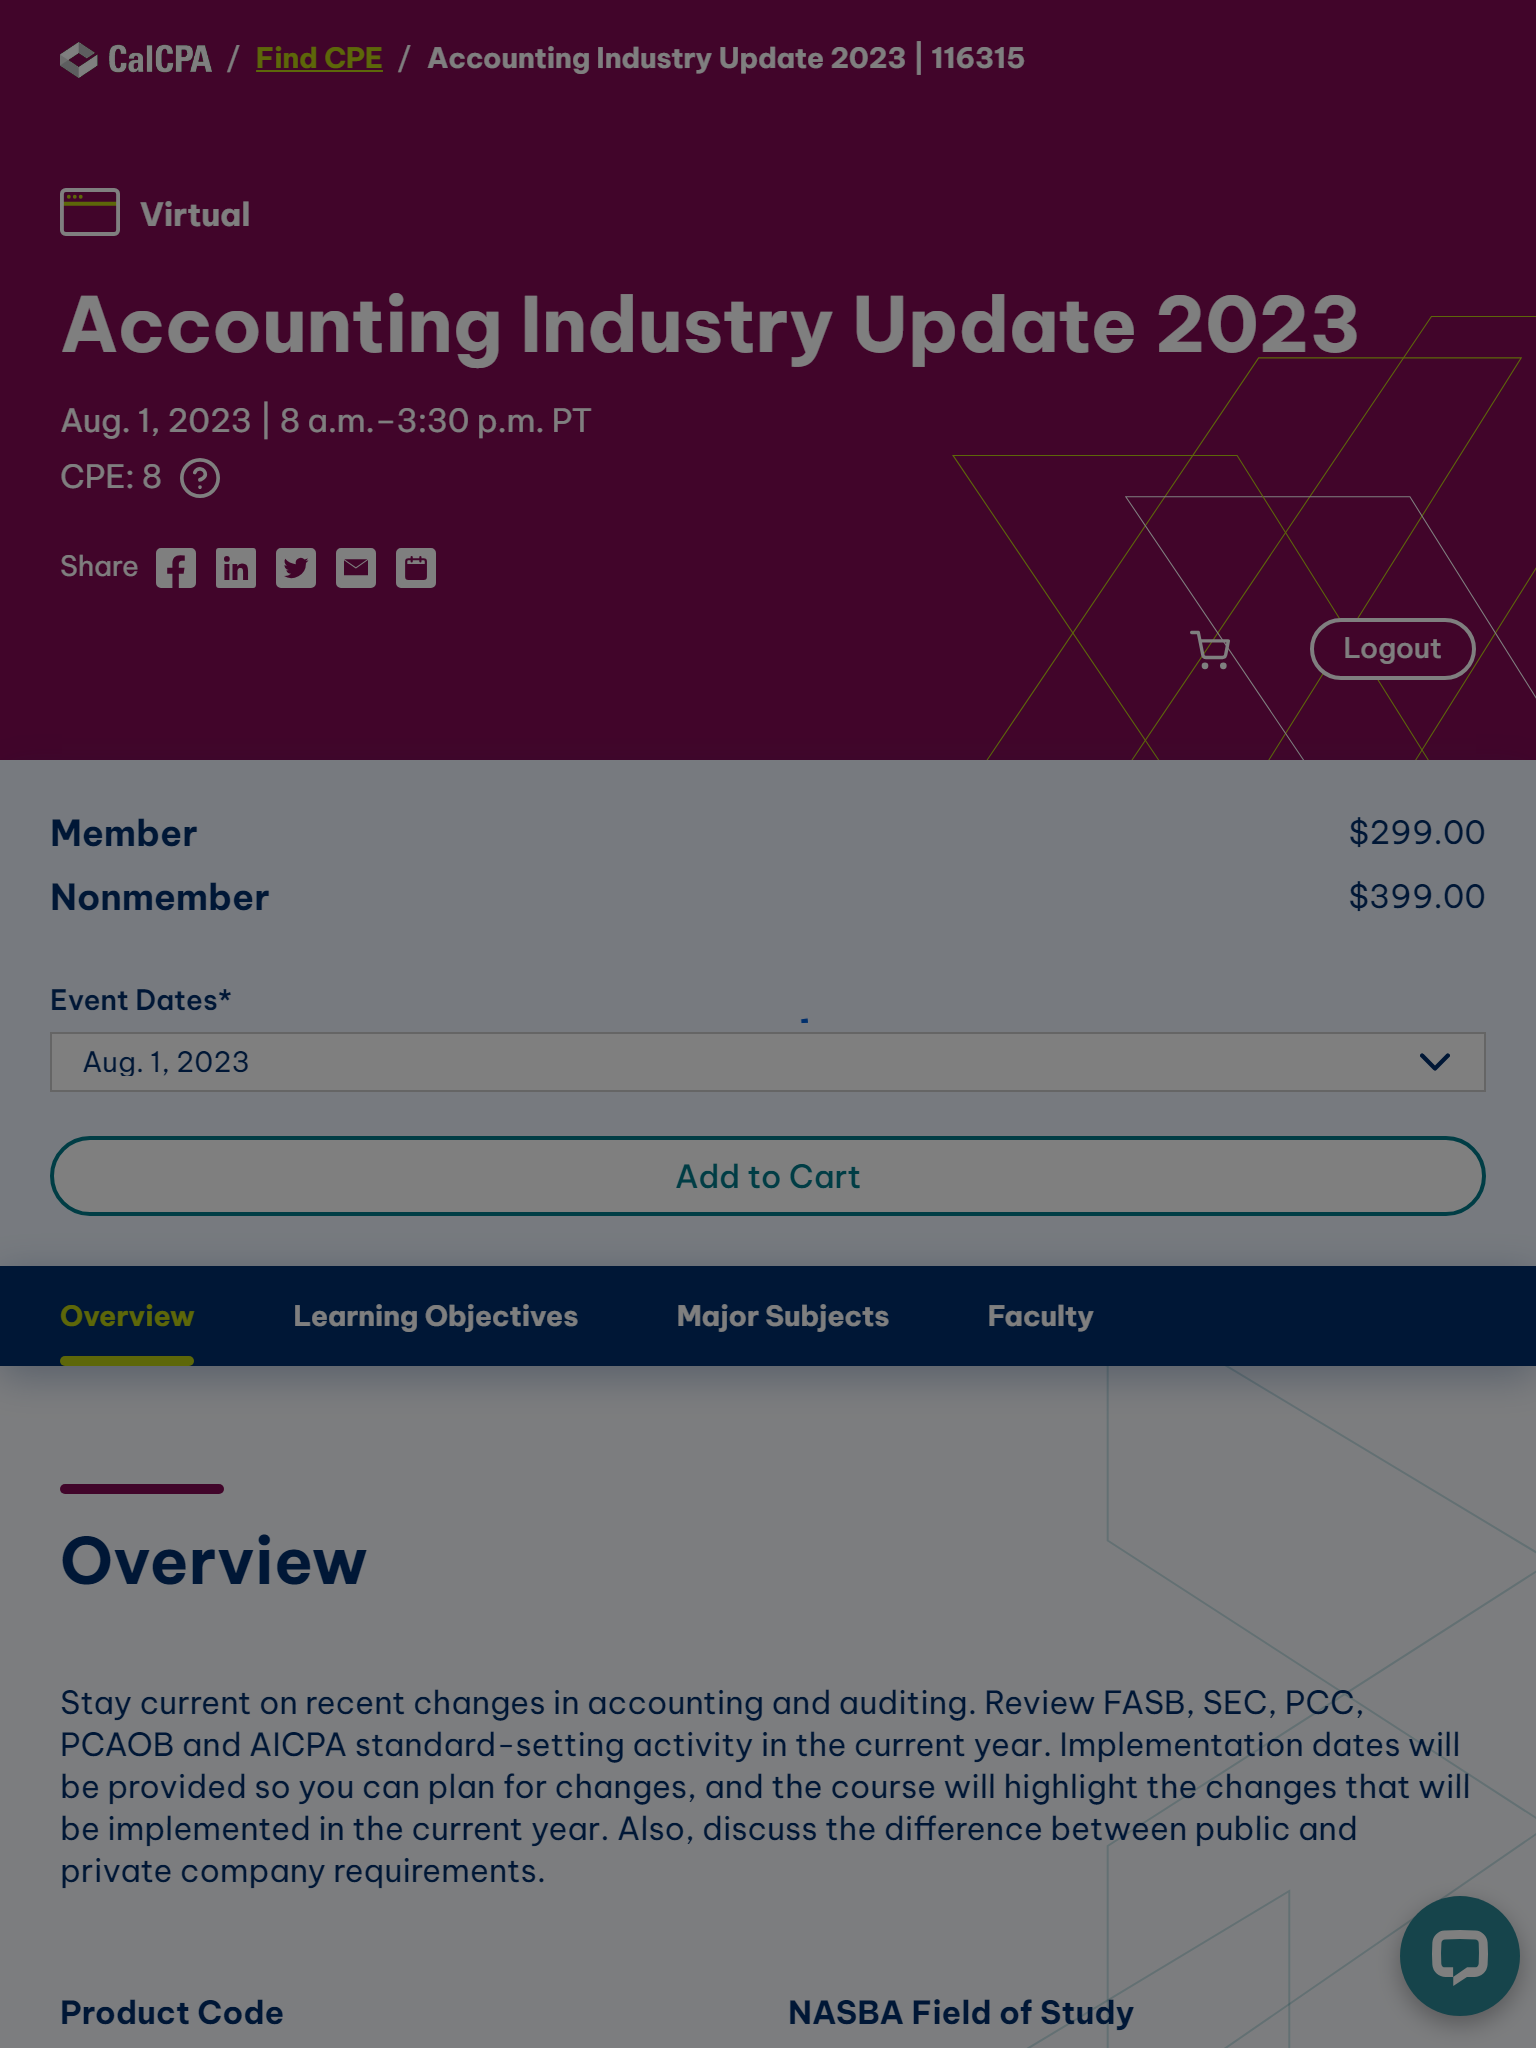 CalCPA / Find CPE / Accounting Industry Update 2023 | 116315
Virtual
Accounting Industry Update 2023
Aug. 1, 2023 | 8 a.m.–3:30 p.m. PT
CPE: 8 ?
Share
Logout
Member $299.00
Nonmember $399.00
Event Dates*
Aug. 1, 2023
Add to Cart
Overview Learning Objectives Major Subjects Faculty
Overview
Stay current on recent changes in accounting and auditing. Review FASB, SEC, PCC,
PCAOB and AICPA standard-setting activity in the current year. Implementation dates will
be provided so you can plan for changes, and the course will highlight the changes that will
be implemented in the current year. Also, discuss the difference between public and
private company requirements.
Product Code NASBA Field of Study